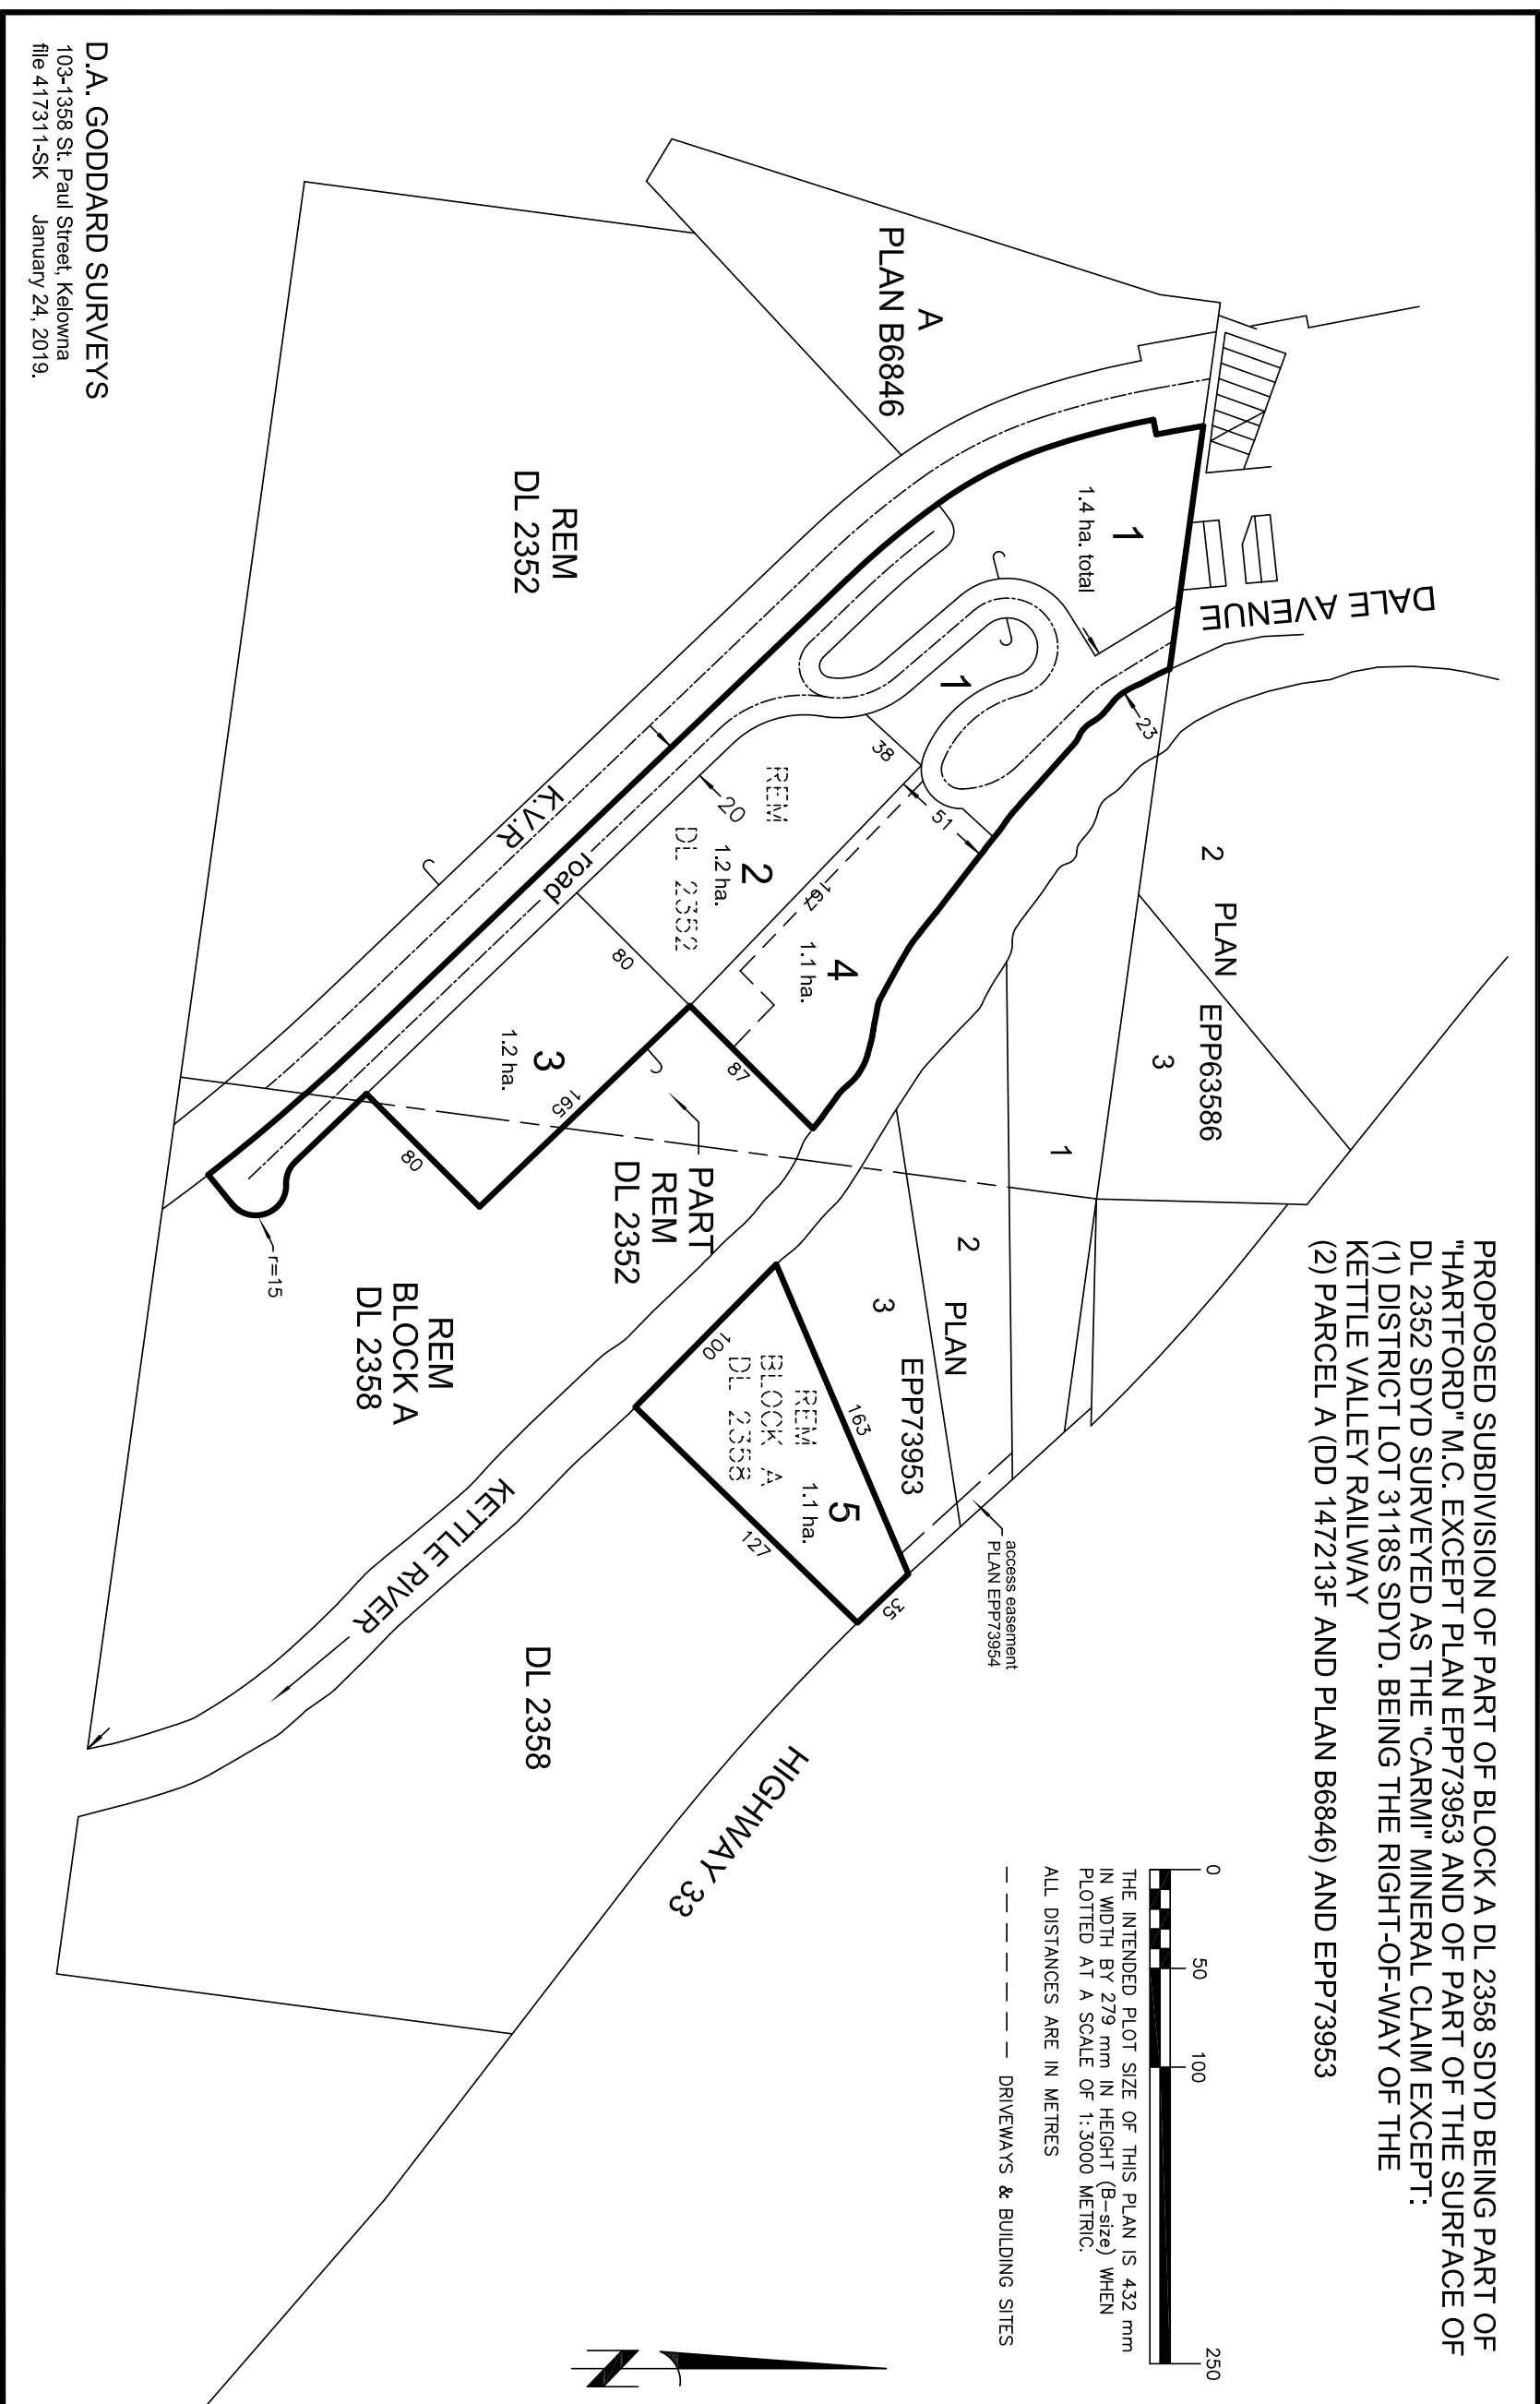 PROPOSED SUBDIVISION OF PART OF BLOCK A DL 2358 SDYD BEING PART OF
"HARTFORD" M.C. EXCEPT PLAN EPP73953 AND OF PART OF THE SURFACE OF
DL 2352 SDYD SURVEYED AS THE "CARMI" MINERAL CLAIM EXCEPT:
(1) DISTRICT LOT 3118S SDYD. BEING THE RIGHT-OF-WAY OF THE
KETTLE VALLEY RAILWAY
(2) PARCEL A (DD 147213F AND PLAN B6846) AND EPP73953
0
50
100
250
THE INTENDED PLOT SIZE OF THIS PLAN IS 432 mm
IN WIDTH BY 279 mm IN HEIGHT (B-size) WHEN
PLOTTED AT A SCALE OF 1:3000 METRIC.
ALL DISTANCES ARE IN METRES
DRIVEWAYS & BUILDING SITES
DALE AVENUE
2
PLAN
EPP63586
3
1
23
1
1.4 ha. total
1
A
PLAN B6846
38
51
2
PLAN
EPP73953
3
access easement
PLAN EPP73954
REM
DL 2352
2
1.2 ha.
20
167
4
1.1 ha.
87
80
K.V.R
road
REM
DL 2352
3
1.2 ha.
165
80
PART
REM
DL 2352
163
5
1.1 ha.
REM
BLOCK A
DL 2358
100
127
35
r=15
REM
BLOCK A
DL 2358
KETTLE RIVER
DL 2358
HIGHWAY 33
N
D.A. GODDARD SURVEYS
103-1358 St. Paul Street, Kelowna
file 417311-SK January 24, 2019.